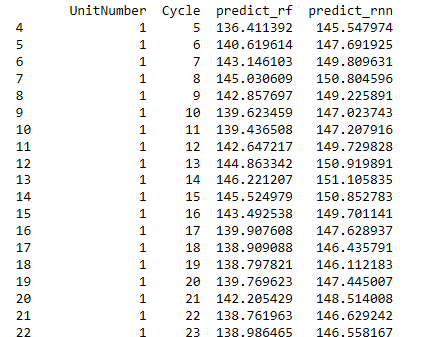 UnitNumber Cycle predict_rf predict_rnn
4 1 5 136.411392 145.547974
5 1 6 140.619614 147.691925
6 1 7 143.146103 149.809631
7 1 8 145.030609 150.804596
8 1 9 142.857697 149.225891
9 1 10 139.623459 147.023743
10 1 11 139.436508 147.207916
11 1 12 142.647217 149.729828
12 1 13 144.863342 150.919891
13 1 14 146.221207 151.105835
14 1 15 145.524979 150.852783
15 1 16 143.492538 149.701141
16 1 17 139.907608 147.628937
17 1 18 138.909088 146.435791
18 1 19 138.797821 146.112183
19 1 20 139.769623 147.445007
20 1 21 142.205429 148.514008
21 1 22 138.761963 146.629242
22 1 23 138.986465 146.558167